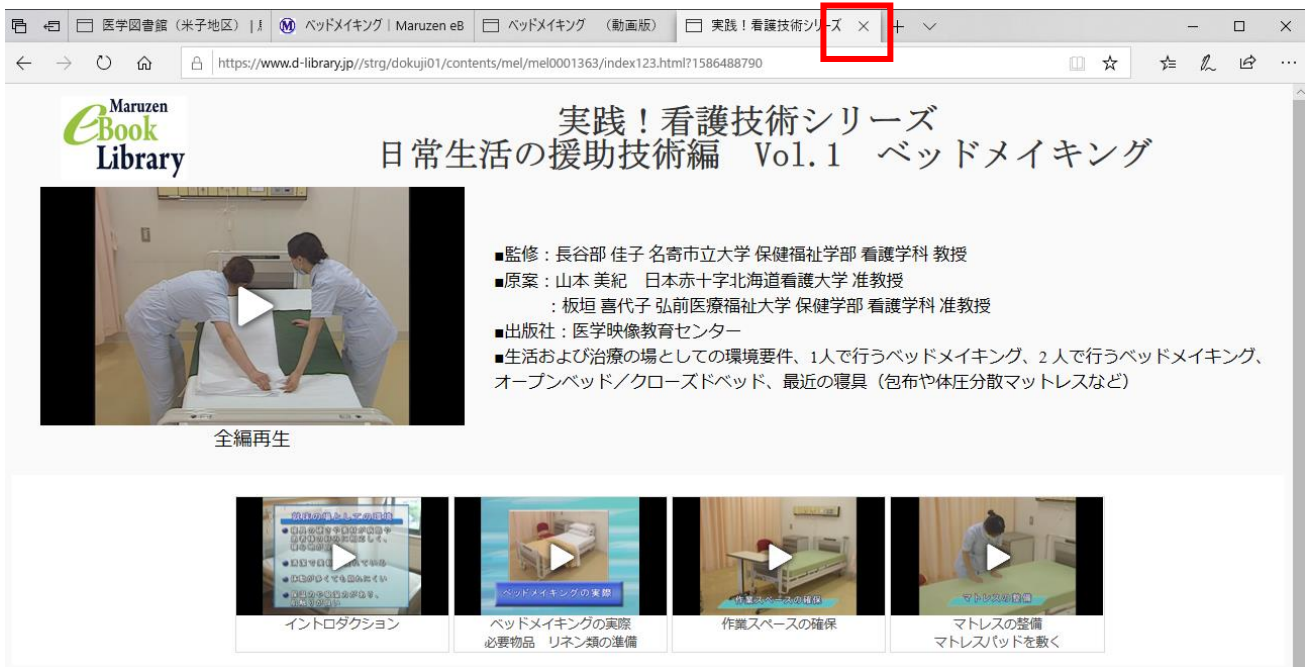 医学図書館（米子地区）
ベッドメイキング | Maruzen eB
ベッドメイキング　（動画版）
実践！看護技術シリーズ
https://www.d-library.jp//strg/dokuji01/contents/mel/mel0001363/index123.html?1586488790
Maruzen
eBook
Library
実践！看護技術シリーズ
日常生活の援助技術編　Vol.1　ベッドメイキング
■監修：長谷部 佳子 名寄市立大学 保健福祉学部 看護学科 教授
■原案：山本 美紀　日本赤十字北海道看護大学 准教授
：板垣 喜代子 弘前医療福祉大学 保健学部 看護学科 准教授
■出版社：医学映像教育センター
■生活および治療の場としての環境要件、1人で行うベッドメイキング、2 人で行うベッドメイキング、
オープンベッド／クローズドベッド、最近の寝具（包布や体圧分散マットレスなど）
全編再生
ベッドメイキングの実際
作業スペースの確保
マトレスの整備
イントロダクション
ベッドメイキングの実際
必要物品　リネン類の準備
作業スペースの確保
マトレスの整備
マトレスパッドを敷く